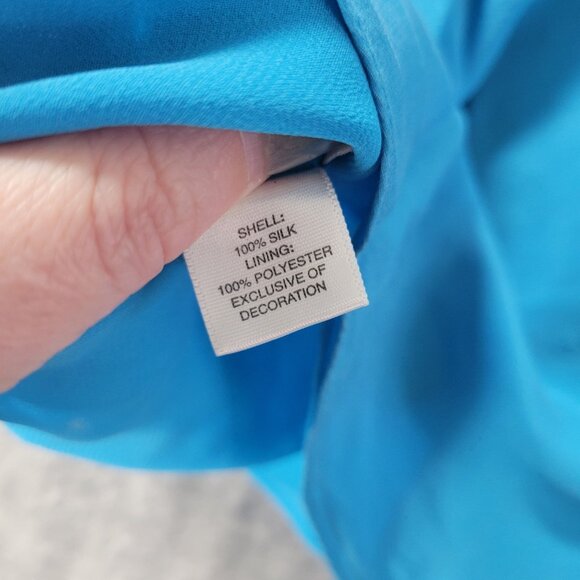 SHELL:
100% SILK
LINING:
100% POLYESTER
EXCLUSIVE OF
DECORATION